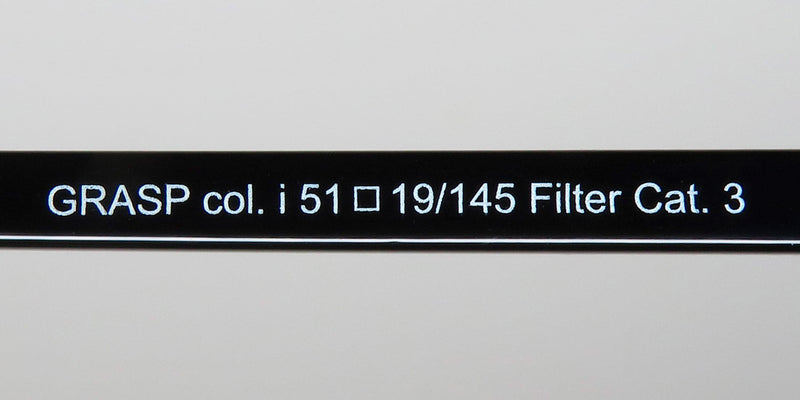 GRASP col. i 51□19/145 Filter Cat. 3